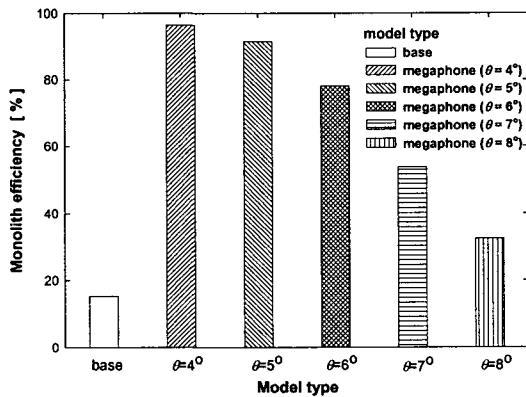 100
80
60
40
20
0
Monolith efficiency [ % ]
model type
base
megaphone (θ= 4°)
megaphone (θ= 5°)
megaphone (θ= 6°)
megaphone (θ= 7°)
megaphone (θ= 8°)
base θ=4° θ=5° θ=6° θ=7° θ=8°
Model type